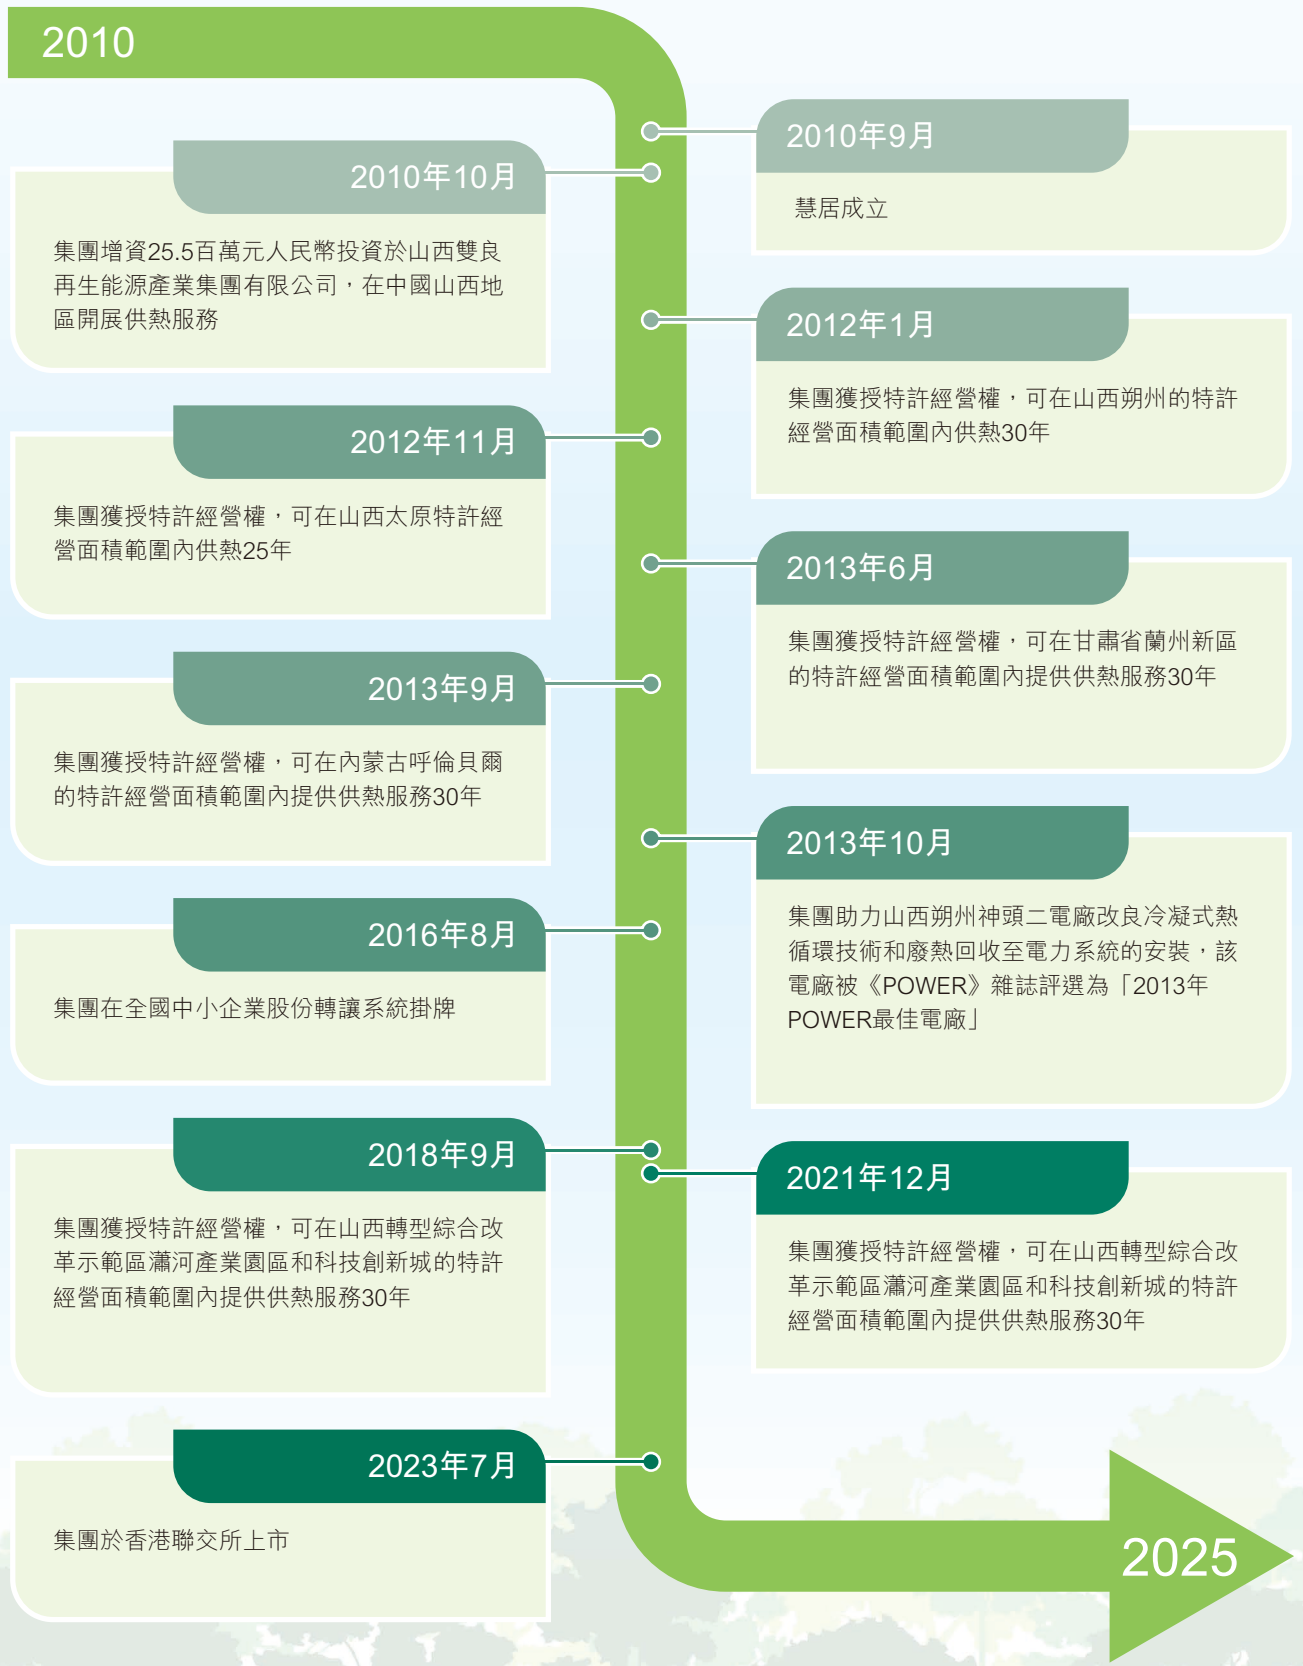 2010
2010年9月
慧居成立
2010年10月
集團增資25.5百萬元人民幣投資於山西雙良
再生能源產業集團有限公司，在中國山西地
區開展供熱服務
2012年1月
集團獲授特許經營權，可在山西朔州的特許
經營面積範圍內供熱30年
2012年11月
集團獲授特許經營權，可在山西太原特許經
營面積範圍內供熱25年
2013年6月
集團獲授特許經營權，可在甘肅省蘭州新區
的特許經營面積範圍內提供供熱服務30年
2013年9月
集團獲授特許經營權，可在內蒙古呼倫貝爾
的特許經營面積範圍內提供供熱服務30年
2013年10月
集團助力山西朔州神頭二電廠改良冷凝式熱
循環技術和廢熱回收至電力系統的安裝，該
電廠被《POWER》雜誌評選為「2013年
POWER最佳電廠」
2016年8月
集團在全國中小企業股份轉讓系統掛牌
2018年9月
集團獲授特許經營權，可在山西轉型綜合改
革示範區瀟河產業園區和科技創新城的特許
經營面積範圍內提供供熱服務30年
2021年12月
集團獲授特許經營權，可在山西轉型綜合改
革示範區瀟河產業園區和科技創新城的特許
經營面積範圍內提供供熱服務30年
2023年7月
集團於香港聯交所上市
2025